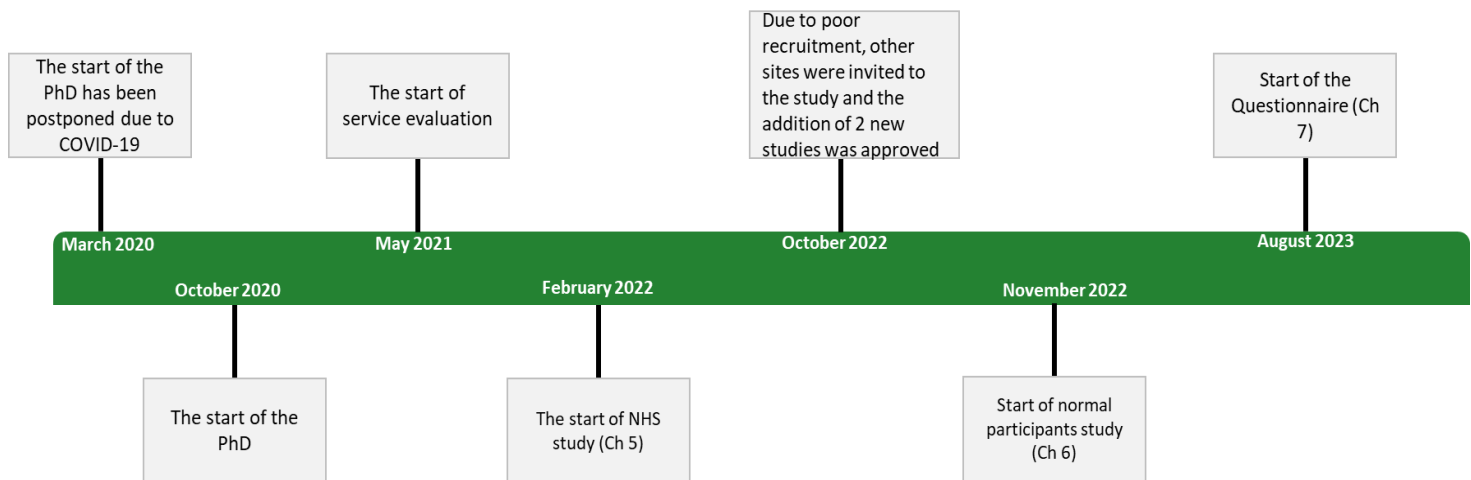 The start of the
PhD has been
postponed due to
COVID-19
The start of
service evaluation
Due to poor
recruitment, other
sites were invited to
the study and the
addition of 2 new
studies was approved
Start of the
Questionnaire (Ch
7)
March 2020
May 2021
October 2022
August 2023
October 2020
February 2022
November 2022
The start of the
PhD
The start of NHS
study (Ch 5)
Start of normal
participants study
(Ch 6)